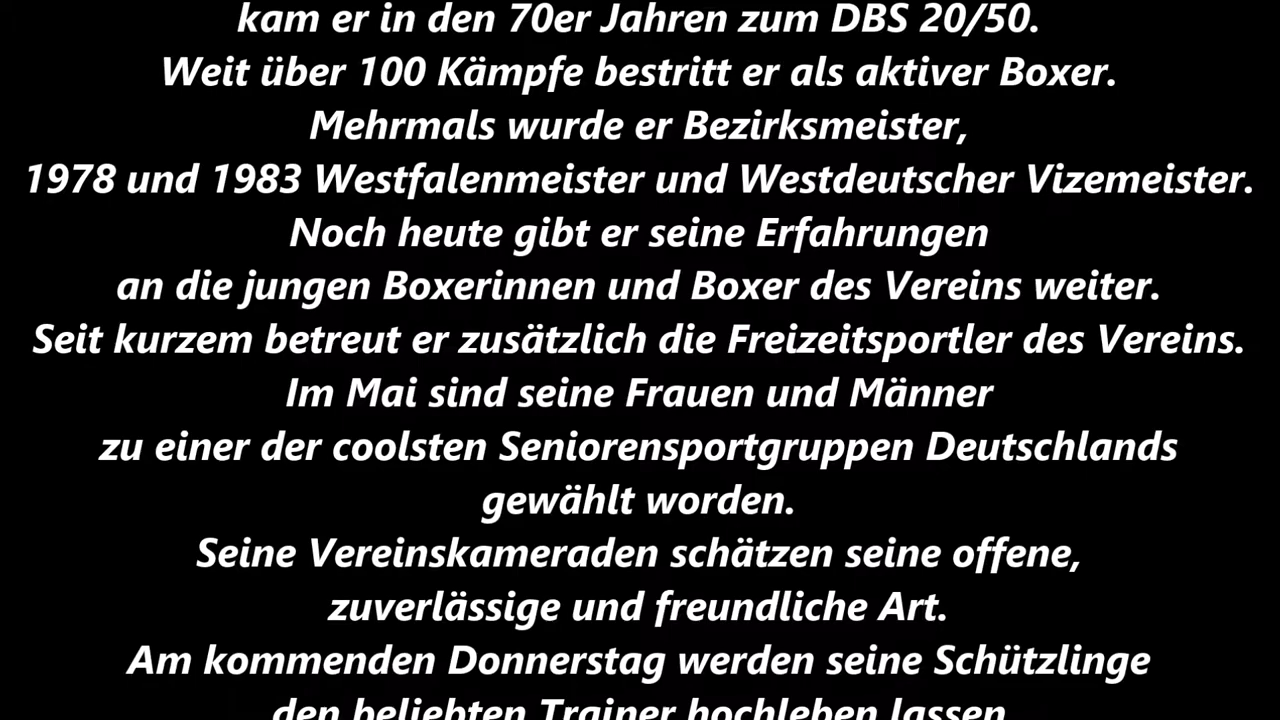 kam er in den 70er Jahren zum DBS 20/50.
Weit über 100 Kämpfe bestritt er als aktiver Boxer.
Mehrmals wurde er Bezirksmeister,
1978 und 1983 Westfalenmeister und Westdeutscher Vizemeister.
Noch heute gibt er seine Erfahrungen
an die jungen Boxerinnen und Boxer des Vereins weiter.
Seit kurzem betreut er zusätzlich die Freizeitsportler des Vereins.
Im Mai sind seine Frauen und Männer
zu einer der coolsten Seniorensportgruppen Deutschlands
gewählt worden.
Seine Vereinskameraden schätzen seine offene,
zuverlässige und freundliche Art.
Am kommenden Donnerstag werden seine Schützlinge
den beliebten Trainer hochleben lassen